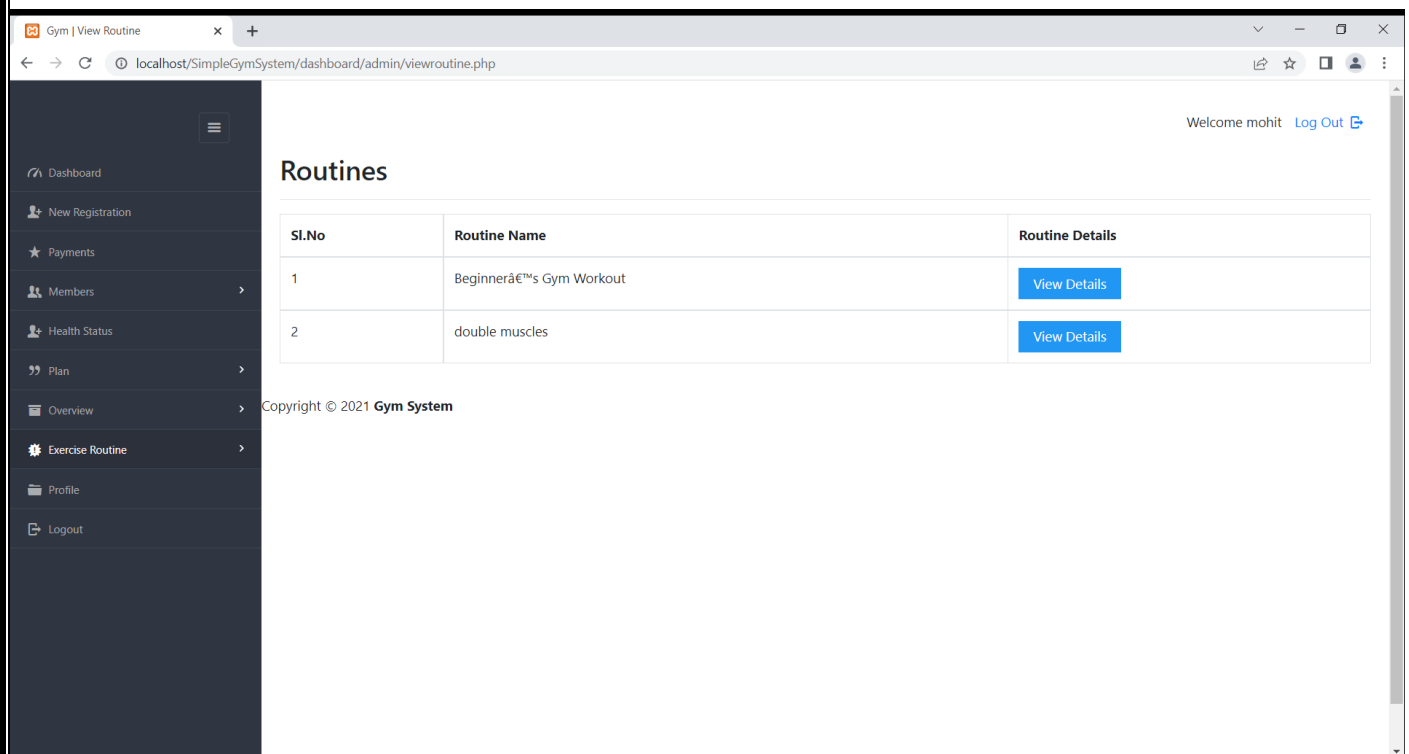 Gym | View Routine
localhost/SimpleGymSystem/dashboard/admin/viewroutine.php
Welcome mohit Log Out
Dashboard
New Registration
Payments
Members
Health Status
Plan
Overview
Exercise Routine
Profile
Logout
Routines
Sl.No Routine Name Routine Details
1 Beginnerâ€™s Gym Workout View Details
2 double muscles View Details
Copyright © 2021 Gym System